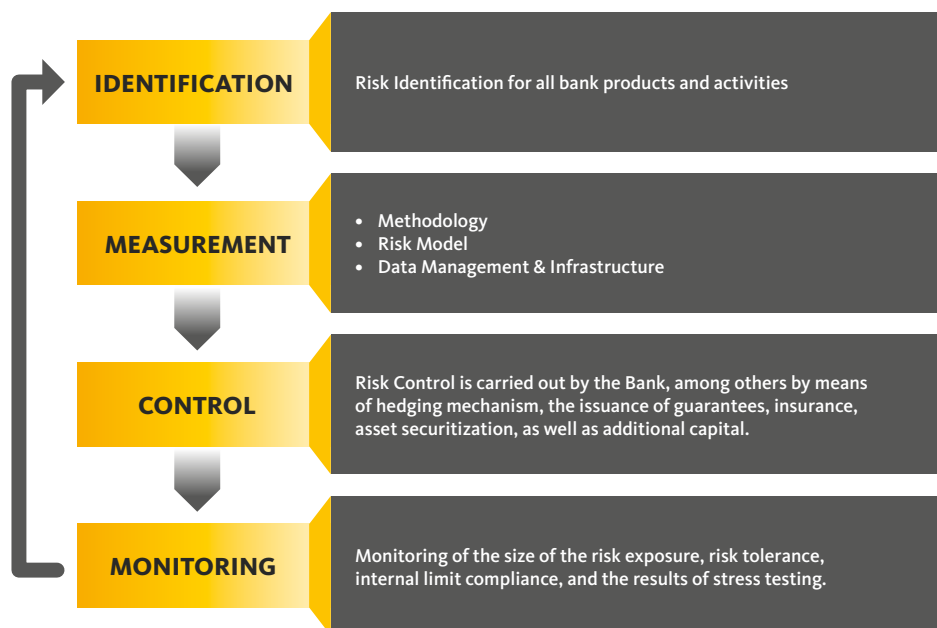 IDENTIFICATION
Risk Identification for all bank products and activities
MEASUREMENT
• Methodology
• Risk Model
• Data Management & Infrastructure
CONTROL
Risk Control is carried out by the Bank, among others by means
of hedging mechanism, the issuance of guarantees, insurance,
asset securitization, as well as additional capital.
MONITORING
Monitoring of the size of the risk exposure, risk tolerance,
internal limit compliance, and the results of stress testing.